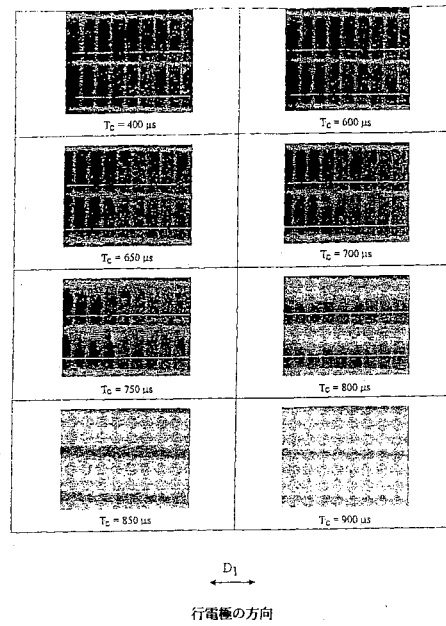 T_C = 400 μs
T_C = 600 μs
T_C = 650 μs
T_C = 700 μs
T_C = 750 μs
T_C = 800 μs
T_C = 850 μs
T_C = 900 μs
D1
行電極の方向